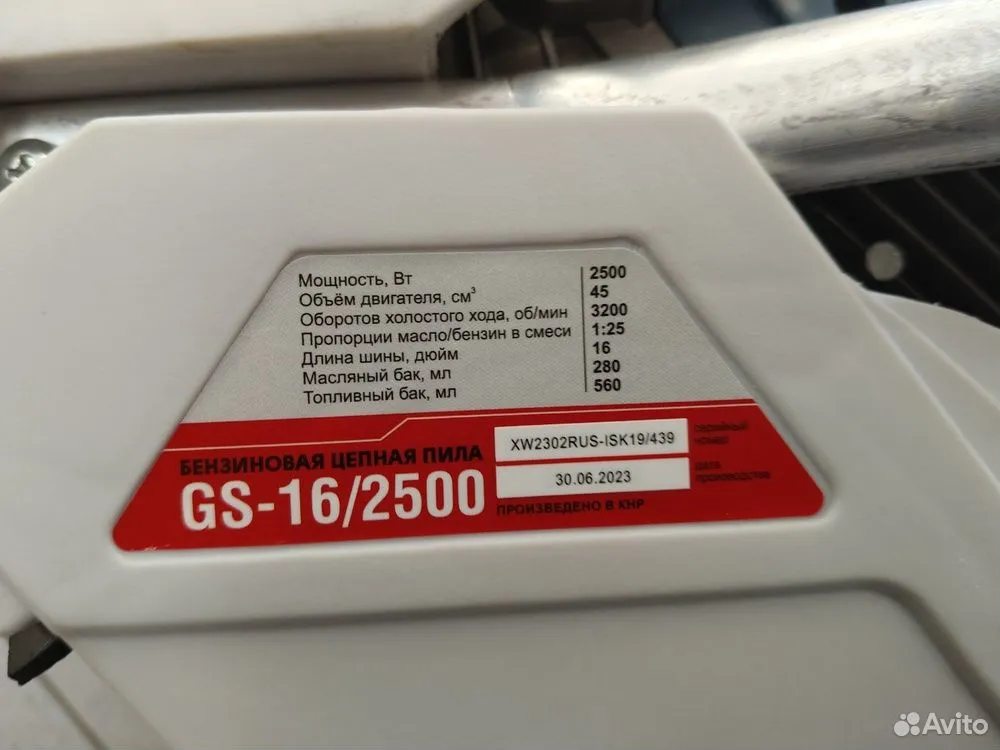 Мощность, Вт 2500
Объём двигателя, см³ 45
Оборотов холостого хода, об/мин 3200
Пропорции масло/бензин в смеси 1:25
Длина шины, дюйм 16
Масляный бак, мл 280
Топливный бак, мл 560
БЕНЗИНОВАЯ ЦЕПНАЯ ПИЛА
GS-16/2500
XW2302RUS-ISK19/439 серийный номер
30.06.2023 дата производства
ПРОИЗВЕДЕНО В КНР
Avito